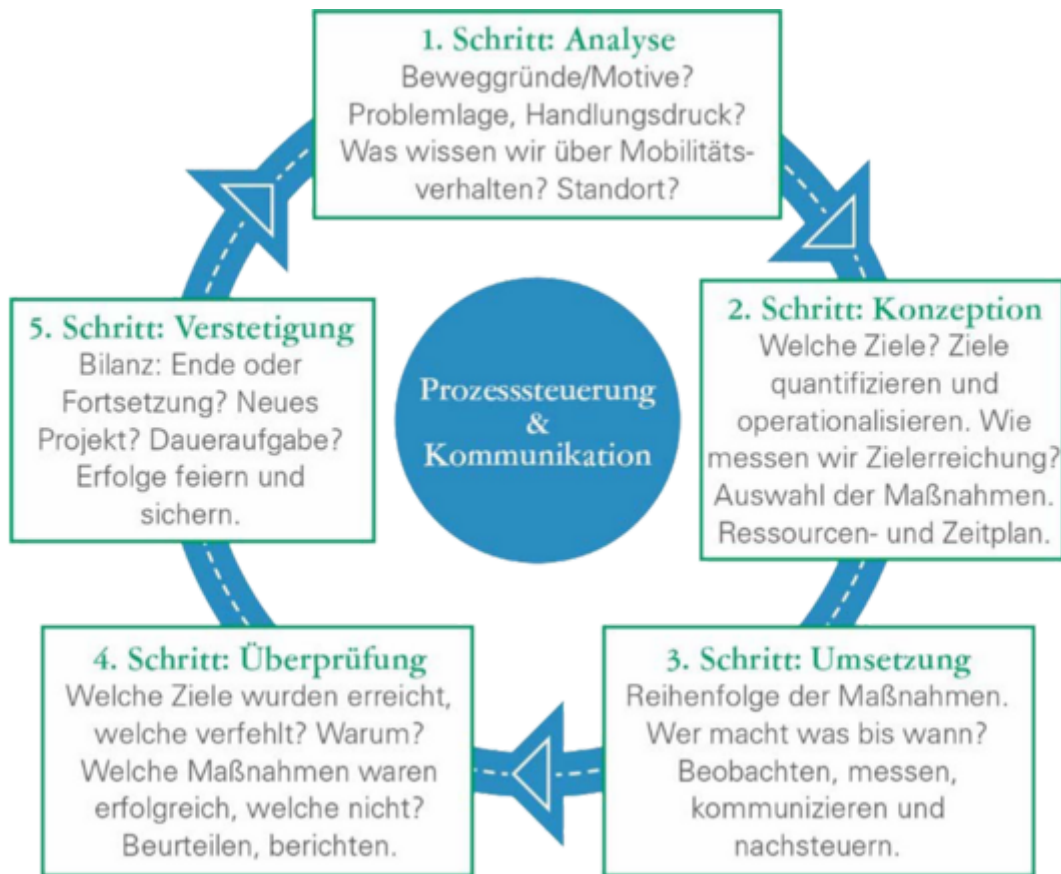 1. Schritt: Analyse
Beweggründe/Motive?
Problemlage, Handlungsdruck?
Was wissen wir über Mobilitäts-
verhalten? Standort?
2. Schritt: Konzeption
Welche Ziele? Ziele
quantifizieren und
operationalisieren. Wie
messen wir Zielerreichung?
Auswahl der Maßnahmen.
Ressourcen- und Zeitplan.
3. Schritt: Umsetzung
Reihenfolge der Maßnahmen.
Wer macht was bis wann?
Beobachten, messen,
kommunizieren und
nachsteuern.
4. Schritt: Überprüfung
Welche Ziele wurden erreicht,
welche verfehlt? Warum?
Welche Maßnahmen waren
erfolgreich, welche nicht?
Beurteilen, berichten.
5. Schritt: Verstetigung
Bilanz: Ende oder
Fortsetzung? Neues
Projekt? Daueraufgabe?
Erfolge feiern und
sichern.
Prozesssteuerung
&
Kommunikation